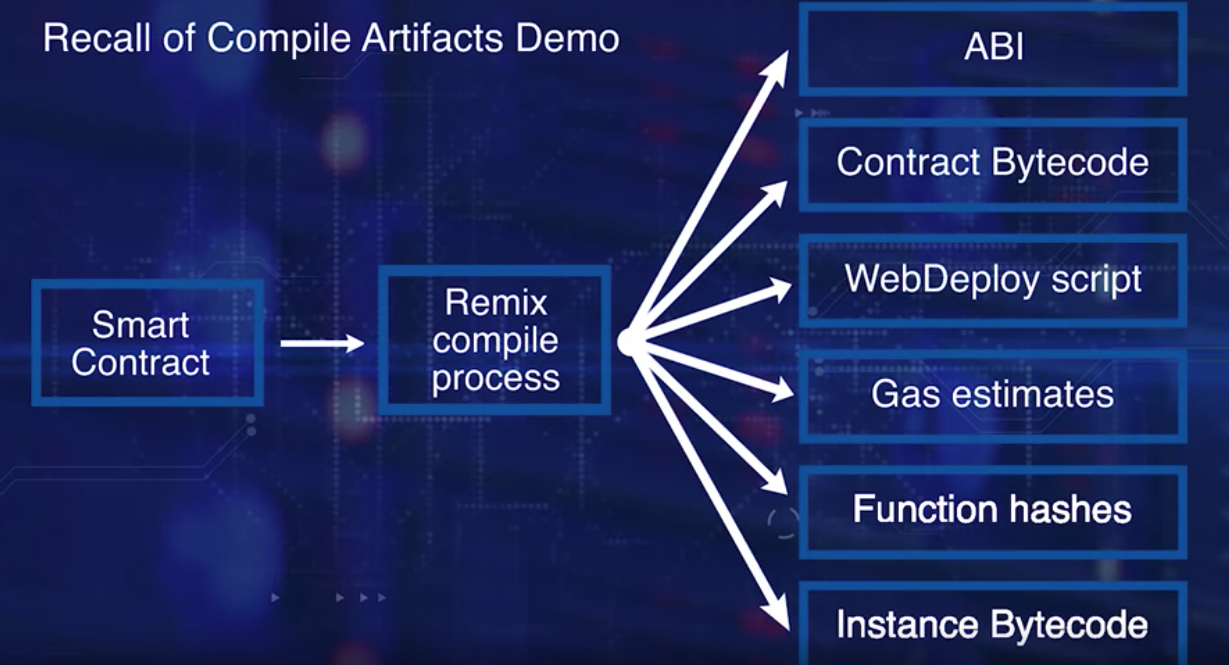 Recall of Compile Artifacts Demo
Smart
Contract
Remix
compile
process
ABI
Contract Bytecode
WebDeploy script
Gas estimates
Function hashes
Instance Bytecode